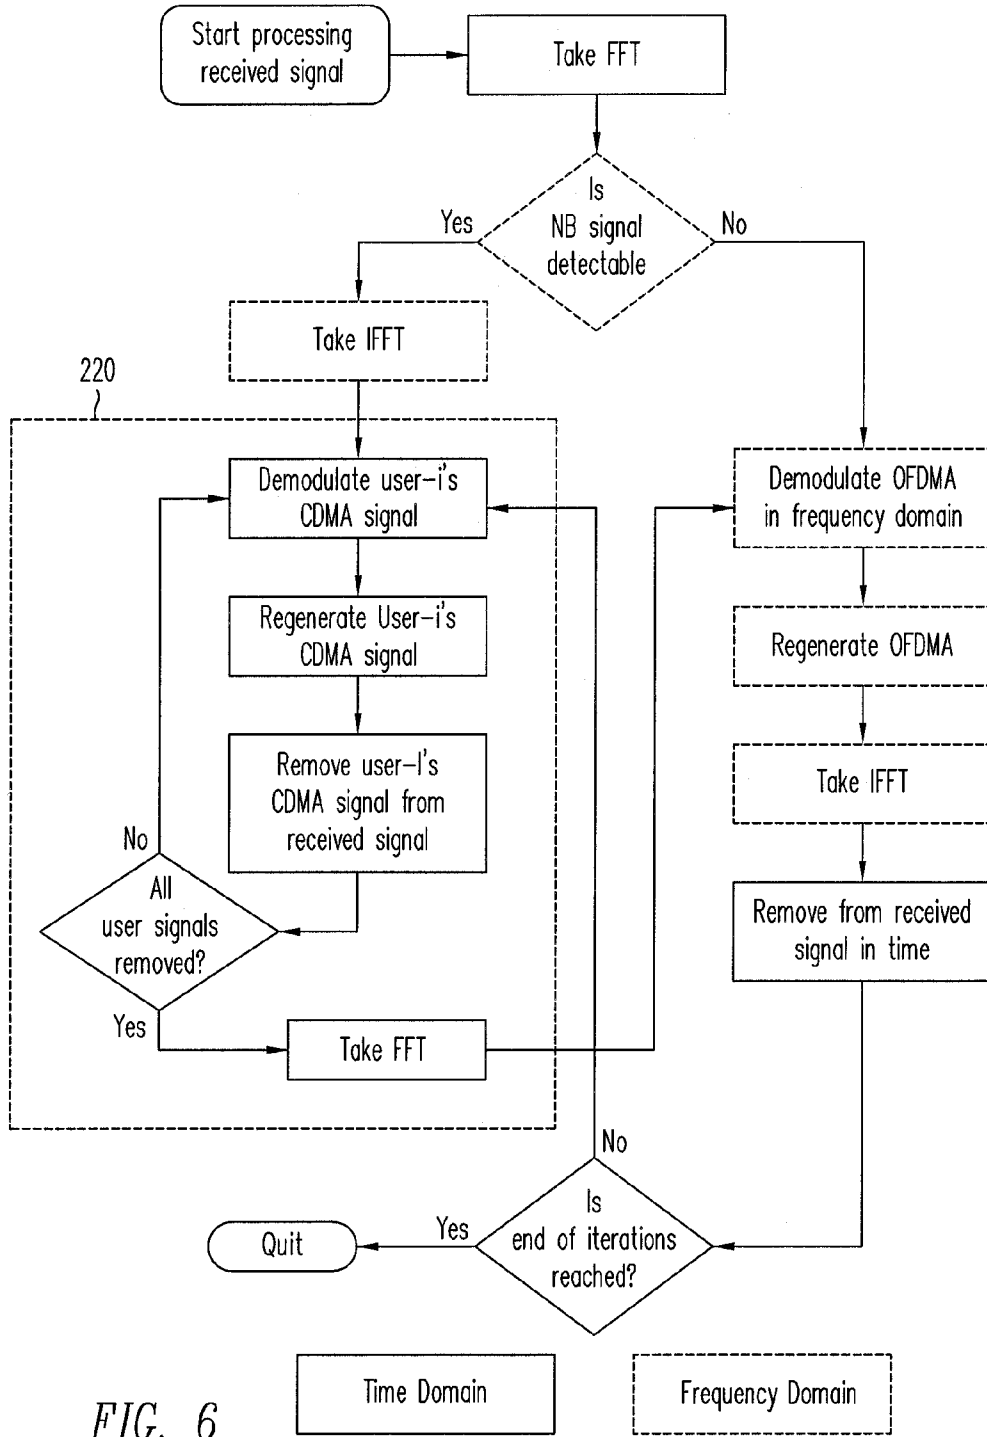 Start processing
received signal
Take FFT
Is
NB signal
detectable
Yes
No
Take IFFT
220
Demodulate user-i's
CDMA signal
Demodulate OFDMA
in frequency domain
Regenerate User-i's
CDMA signal
Regenerate OFDMA
Remove user-I's
CDMA signal from
received signal
Take IFFT
No
All
user signals
removed?
Remove from received
signal in time
Yes
Take FFT
No
Is
end of iterations
reached?
Yes
Quit
Time Domain
Frequency Domain
FIG. 6